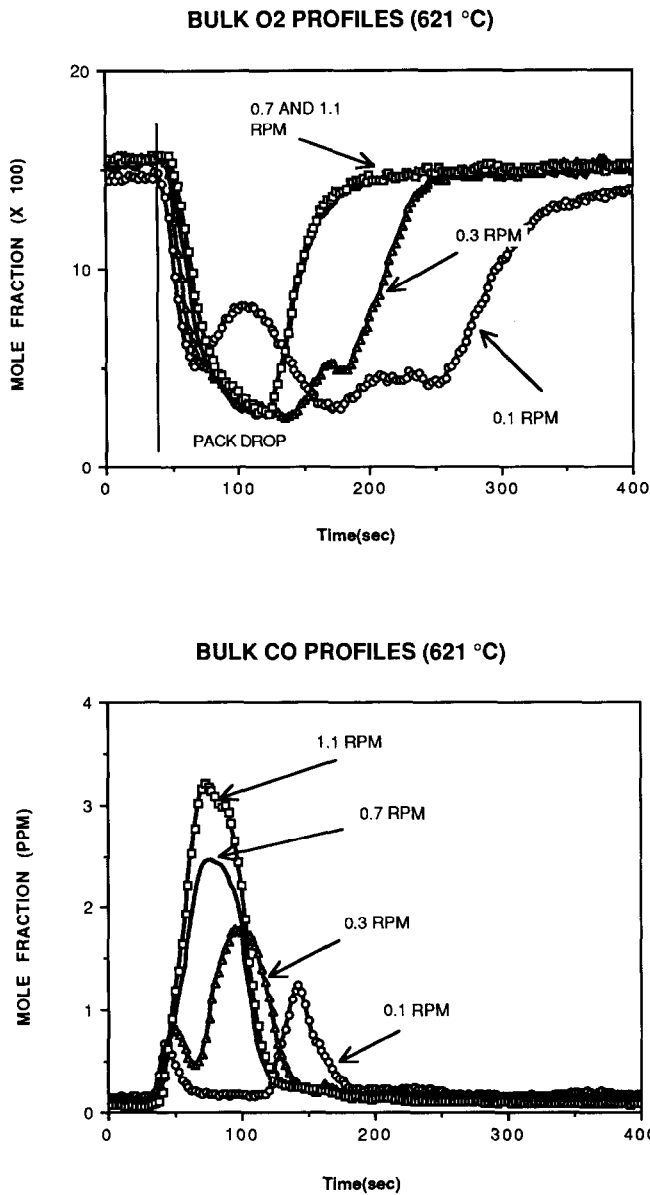 BULK O2 PROFILES (621 °C)
20
10
0
MOLE FRACTION (X 100)
0.7 AND 1.1
RPM
0.3 RPM
0.1 RPM
PACK DROP
0
100
200
300
400
Time(sec)
BULK CO PROFILES (621 °C)
4
3
2
1
0
MOLE FRACTION (PPM)
1.1 RPM
0.7 RPM
0.3 RPM
0.1 RPM
0
100
200
300
400
Time(sec)